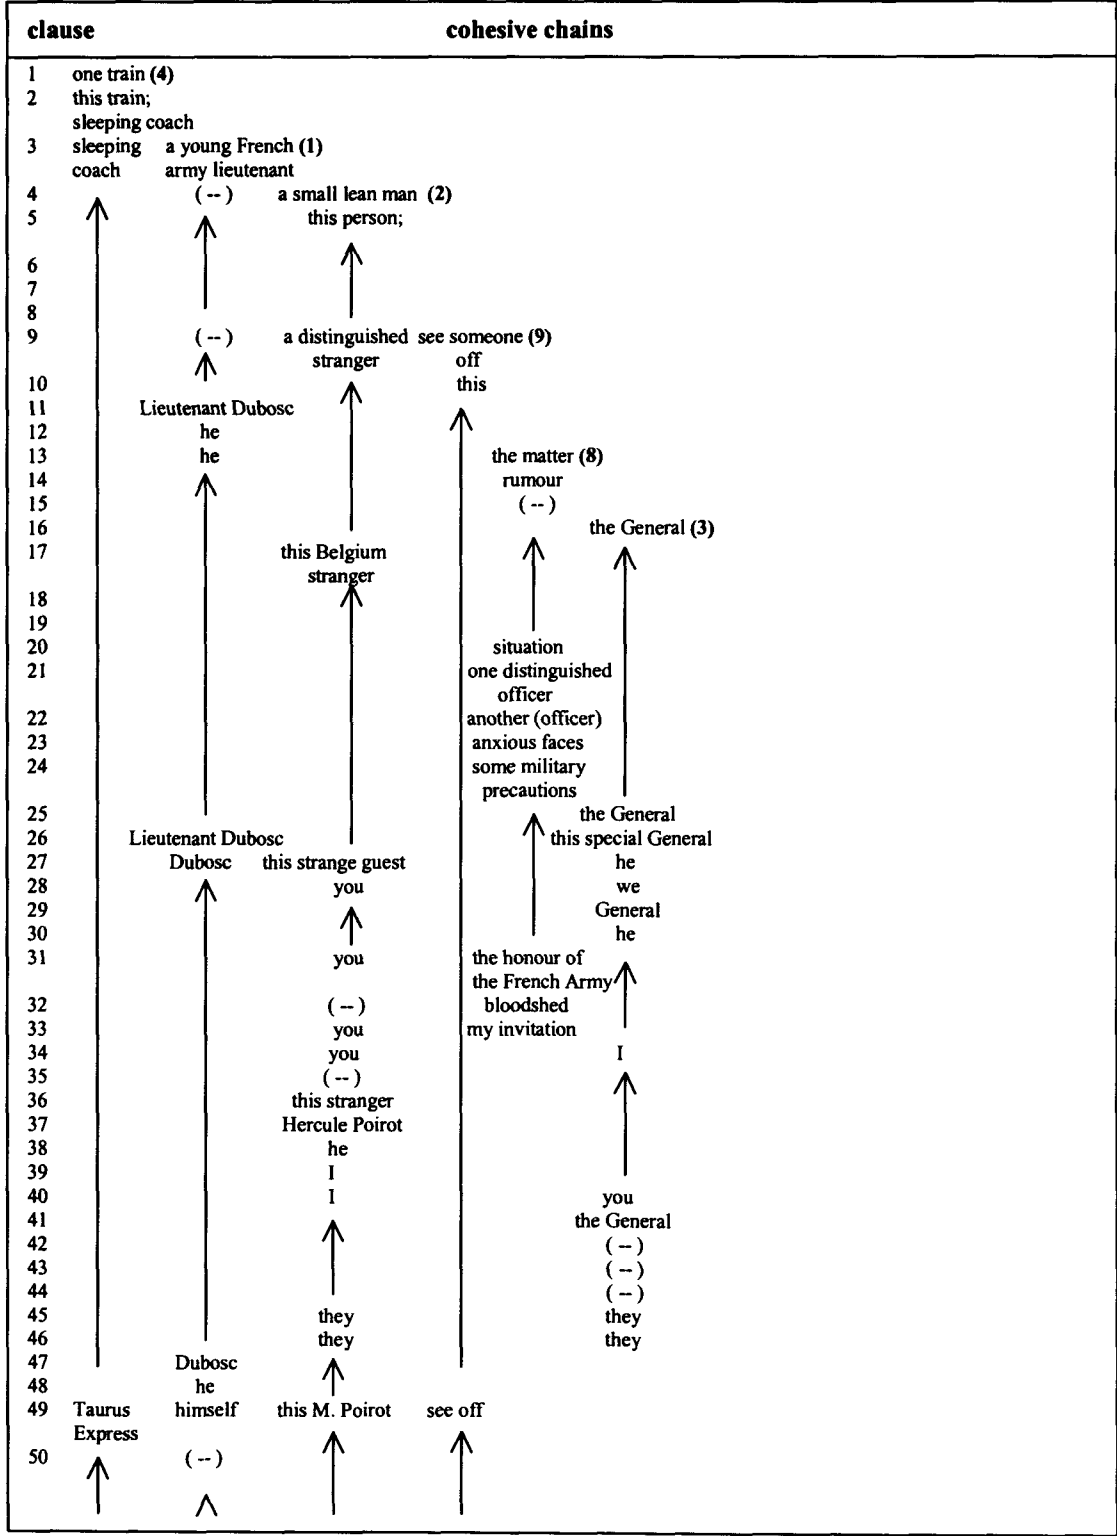 clause cohesive chains
1 one train (4)
2 this train;
sleeping coach
3 sleeping a young French (1)
coach army lieutenant
4 (--) a small lean man (2)
5 this person;
6
7
8
9 (--) a distinguished see someone (9)
stranger off
10 this
11 Lieutenant Dubosc
12 he
13 he the matter (8)
14 rumour
15 (--)
16 the General (3)
17 this Belgium
stranger
18
19
20 situation
21 one distinguished
officer
22 another (officer)
23 anxious faces
24 some military
precautions
25 the General
26 Lieutenant Dubosc this special General
27 Dubosc this strange guest he
28 you we
29 General
30 he
31 you the honour of
the French Army
32 (--) bloodshed
33 you my invitation
34 you I
35 (--)
36 this stranger
37 Hercule Poirot
38 he
39 I
40 I you
41 the General
42 (--)
43 (--)
44 (--)
45 they they
46 they they
47 Dubosc
48 he
49 Taurus himself this M. Poirot see off
Express
50 (--)